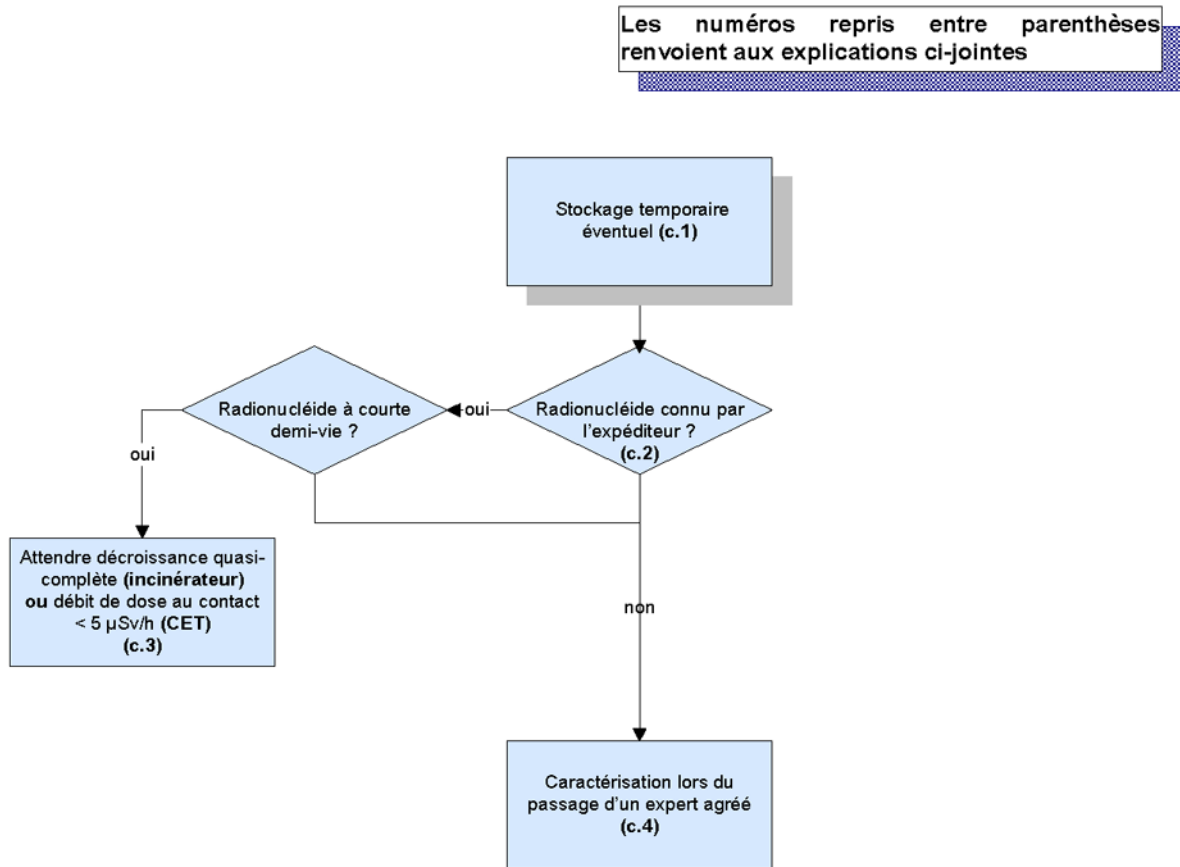 Les numéros repris entre parenthèses
renvoient aux explications ci-jointes
Stockage temporaire
éventuel (c.1)
Radionucléide à courte
demi-vie ?
oui
Radionucléide connu par
l'expéditeur ?
(c.2)
oui
Attendre décroissance quasi-
complète (incinérateur)
ou débit de dose au contact
< 5 µSv/h (CET)
(c.3)
non
Caractérisation lors du
passage d'un expert agréé
(c.4)